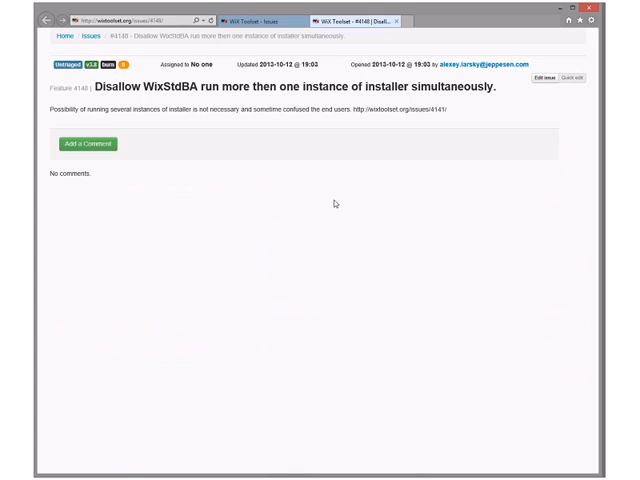 http://wixtoolset.org/issues/4148/
WiX Toolset - Issues
WiX Toolset - #4148 | Disall...
Home / Issues / #4148 - Disallow WixStdBA run more then one instance of installer simultaneously.
Untriaged v3.8 burn 0 Assigned to No one Updated 2013-10-12 @ 19:03 Opened 2013-10-12 @ 19:03 by alexey.larsky@jeppesen.com
Edit issue Quick edit
Feature 4148 | Disallow WixStdBA run more then one instance of installer simultaneously.
Possibility of running several instances of installer is not necessary and sometime confused the end users. http://wixtoolset.org/issues/4141/
Add a Comment
No comments.